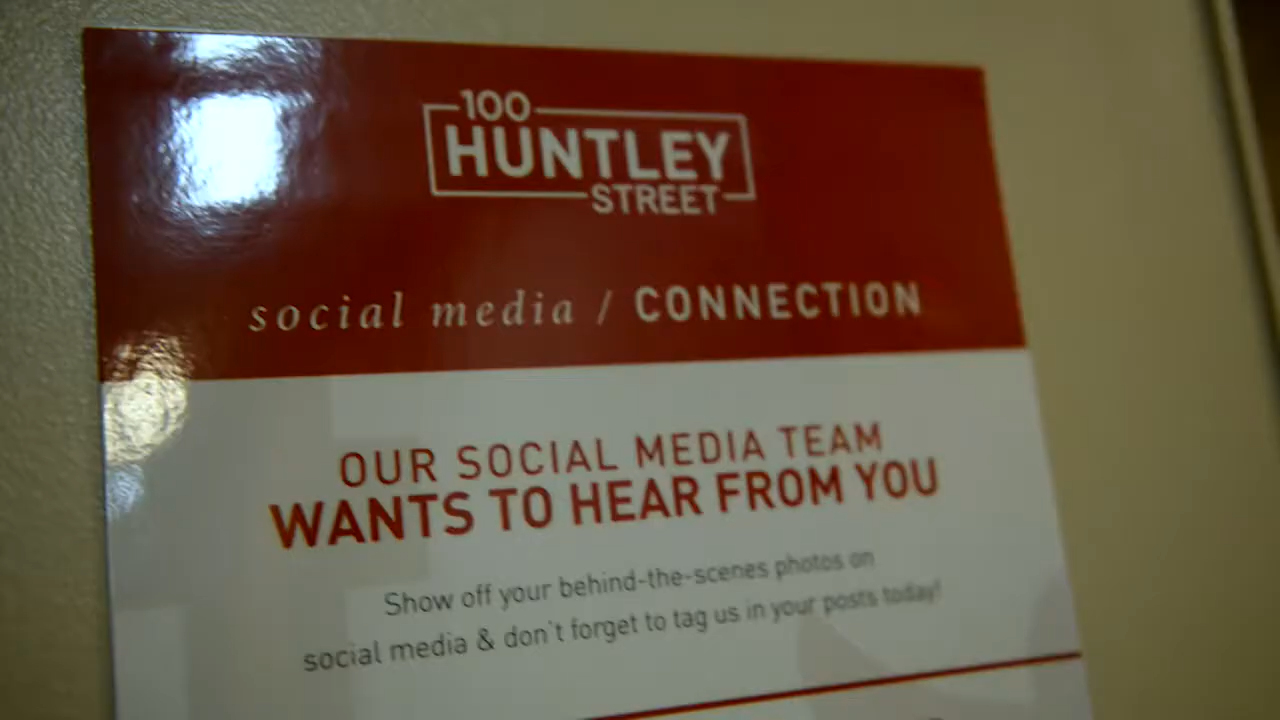 100
HUNTLEY
STREET
social media / CONNECTION
OUR SOCIAL MEDIA TEAM
WANTS TO HEAR FROM YOU
Show off your behind-the-scenes photos on
social media & don't forget to tag us in your posts today!